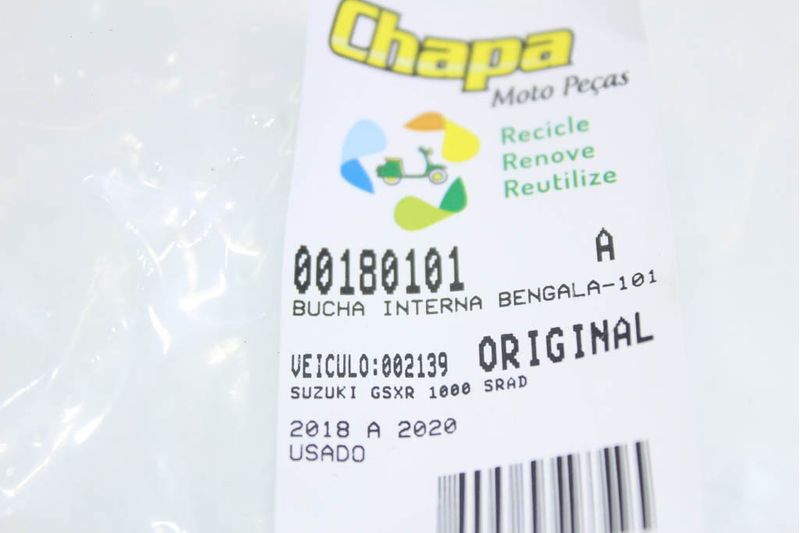 Chapa
Moto Peças
Recicle
Renove
Reutilize
00180101 A
BUCHA INTERNA BENGALA-101
VEICULO:002139 ORIGINAL
SUZUKI GSXR 1000 SRAD
2018 A 2020
USADO